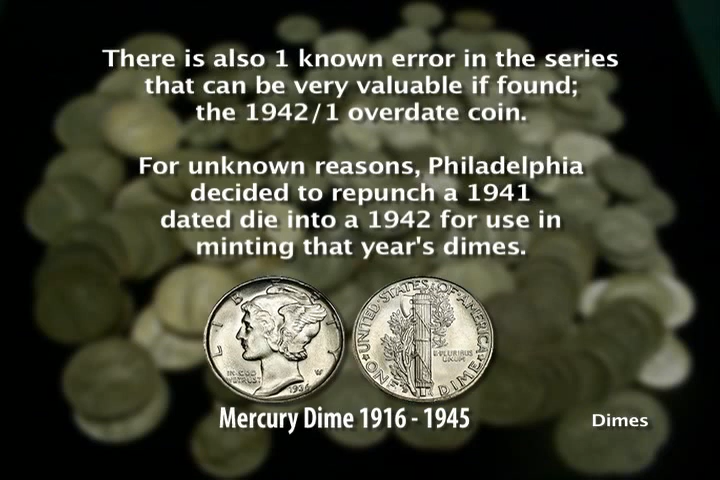 There is also 1 known error in the series
that can be very valuable if found;
the 1942/1 overdate coin.
For unknown reasons, Philadelphia
decided to repunch a 1941
dated die into a 1942 for use in
minting that year's dimes.
LIBERTY
IN GOD
WE TRUST
UNITED·STATES·OF·AMERICA
E·PLURIBUS
UNUM
ONE DIME
Mercury Dime 1916 - 1945
Dimes